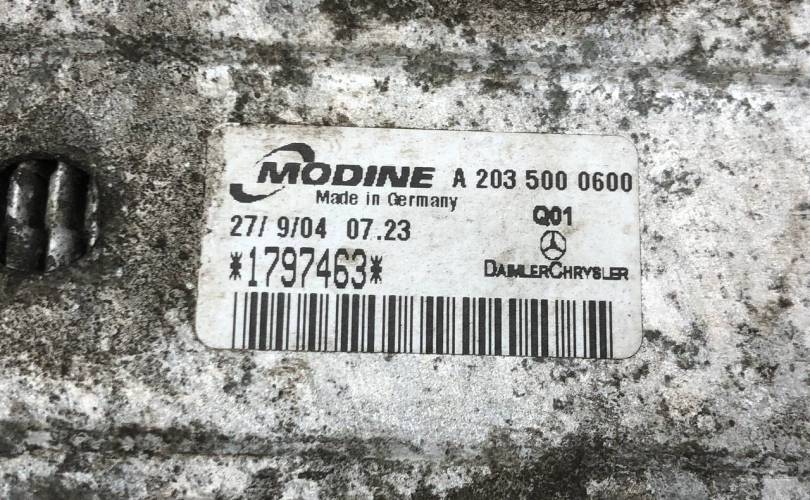 MODINE A 203 500 0600
Made in Germany
Q01
27/ 9/04 07.23
*1797463*
DAIMLERCHRYSLER